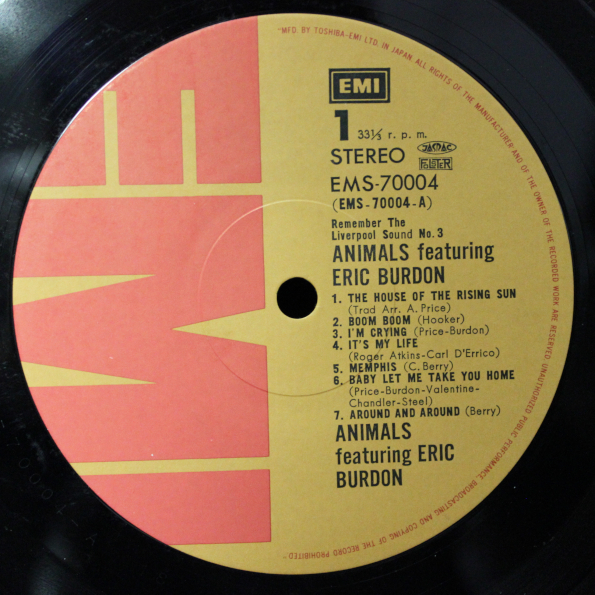 "MFD. BY TOSHIBA-EMI LTD. IN JAPAN. ALL RIGHTS OF THE MANUFACTURER AND OF THE OWNER OF THE RECORDED WORK ARE RESERVED. UNAUTHORIZED PUBLIC PERFORMANCE, BROADCASTING AND COPYING OF THE RECORD PROHIBITED"
EMI
EMI
1 33⅓ r. p. m.
STEREO JASRAC
EMS-70004
(EMS-70004-A)
Remember The
Liverpool Sound No.3
ANIMALS featuring
ERIC BURDON
1. THE HOUSE OF THE RISING SUN
(Trad Arr. A. Price)
2. BOOM BOOM (Hooker)
3. I'M CRYING (Price-Burdon)
4. IT'S MY LIFE
(Roger Atkins-Carl D'Errico)
5. MEMPHIS (C. Berry)
6. BABY LET ME TAKE YOU HOME
(Price-Burdon-Valentine-
Chandler-Steel)
7. AROUND AND AROUND (Berry)
ANIMALS
featuring ERIC
BURDON